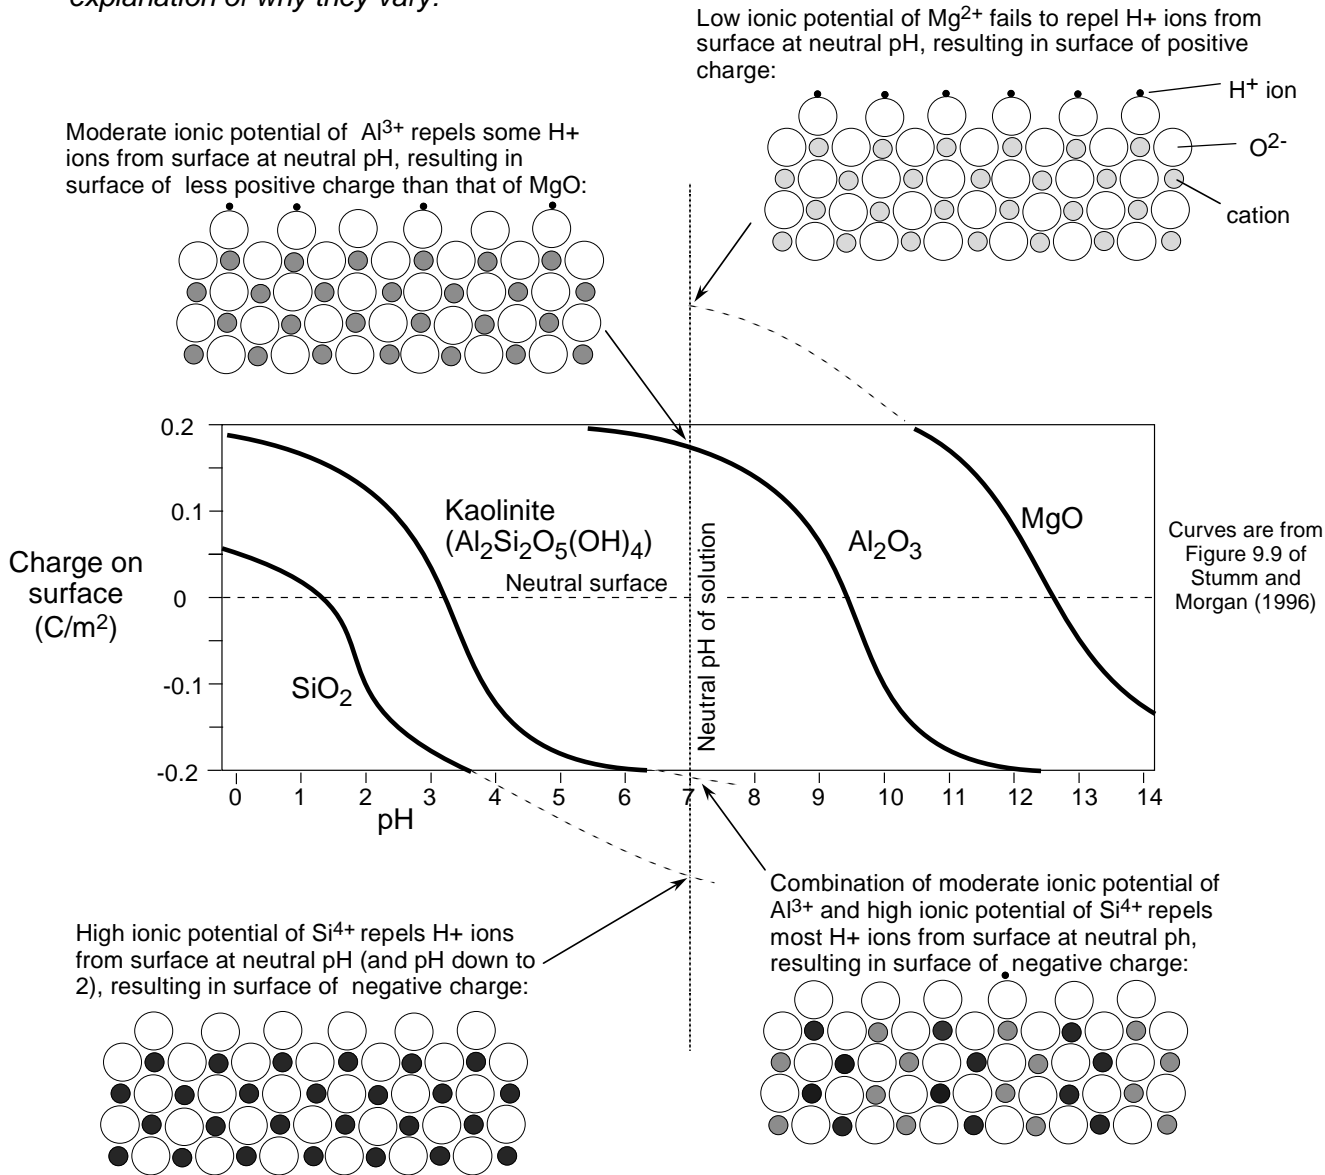 explanation of why they vary:
Low ionic potential of Mg2+ fails to repel H+ ions from
surface at neutral pH, resulting in surface of positive
charge:
H+ ion
O2-
cation
Moderate ionic potential of Al3+ repels some H+
ions from surface at neutral pH, resulting in
surface of less positive charge than that of MgO:
0.2
0.1
0
-0.1
-0.2
Charge on
surface
(C/m2)
Kaolinite
(Al2Si2O5(OH)4)
Neutral surface
SiO2
Neutral pH of solution
Al2O3
MgO
Curves are from
Figure 9.9 of
Stumm and
Morgan (1996)
0 1 2 3 4 5 6 7 8 9 10 11 12 13 14
pH
High ionic potential of Si4+ repels H+ ions
from surface at neutral pH (and pH down to
2), resulting in surface of negative charge:
Combination of moderate ionic potential of
Al3+ and high ionic potential of Si4+ repels
most H+ ions from surface at neutral ph,
resulting in surface of negative charge: